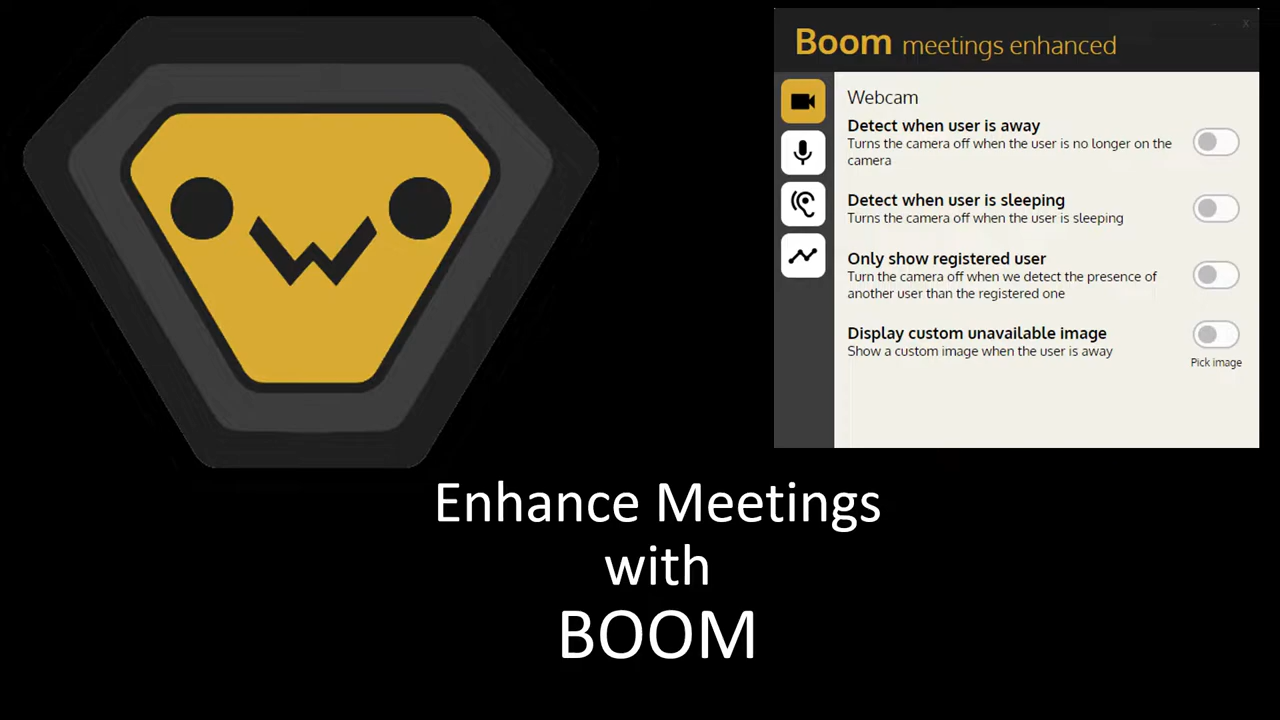 Boom meetings enhanced
Webcam
Detect when user is away
Turns the camera off when the user is no longer on the
camera
Detect when user is sleeping
Turns the camera off when the user is sleeping
Only show registered user
Turn the camera off when we detect the presence of
another user than the registered one
Display custom unavailable image
Show a custom image when the user is away
Pick image
Enhance Meetings
with
BOOM